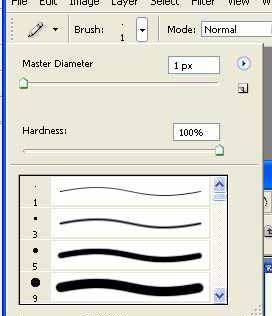 File Edit Image Layer Select Filter View
Brush: 1 Mode: Normal
Master Diameter 1 px
Hardness: 100%
1
3
5
9